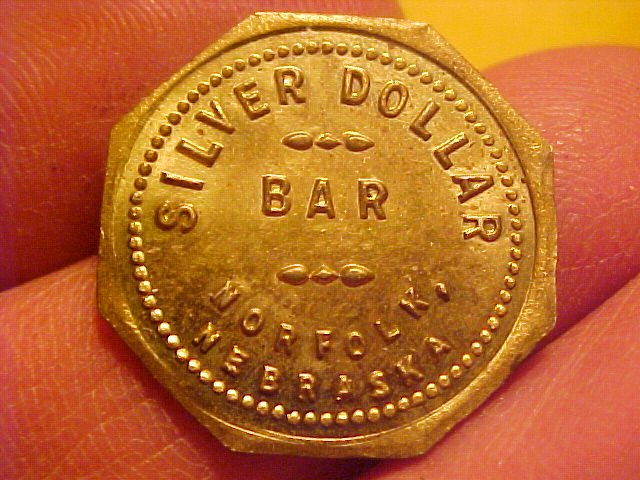 SILVER DOLLAR
BAR
NORFOLK,
NEBRASKA